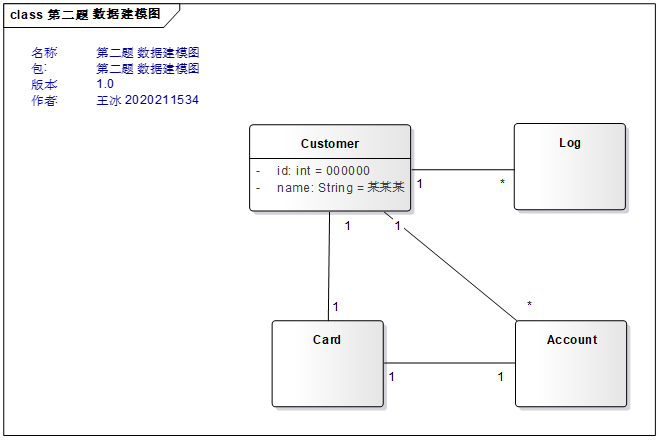 class 第二题 数据建模图
名称: 第二题 数据建模图
包: 第二题 数据建模图
版本: 1.0
作者: 王冰 2020211534
Customer
- id: int = 000000
- name: String = 某某某
Log
1
*
1
1
1
*
Card
Account
1
1